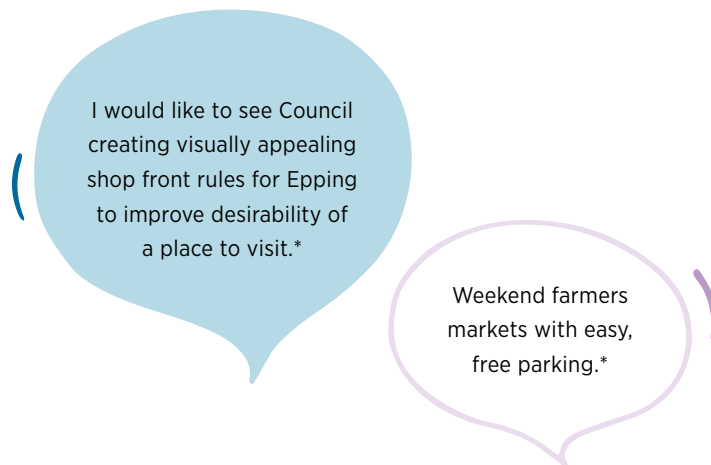 I would like to see Council
creating visually appealing
shop front rules for Epping
to improve desirability of
a place to visit.*
Weekend farmers
markets with easy,
free parking.*